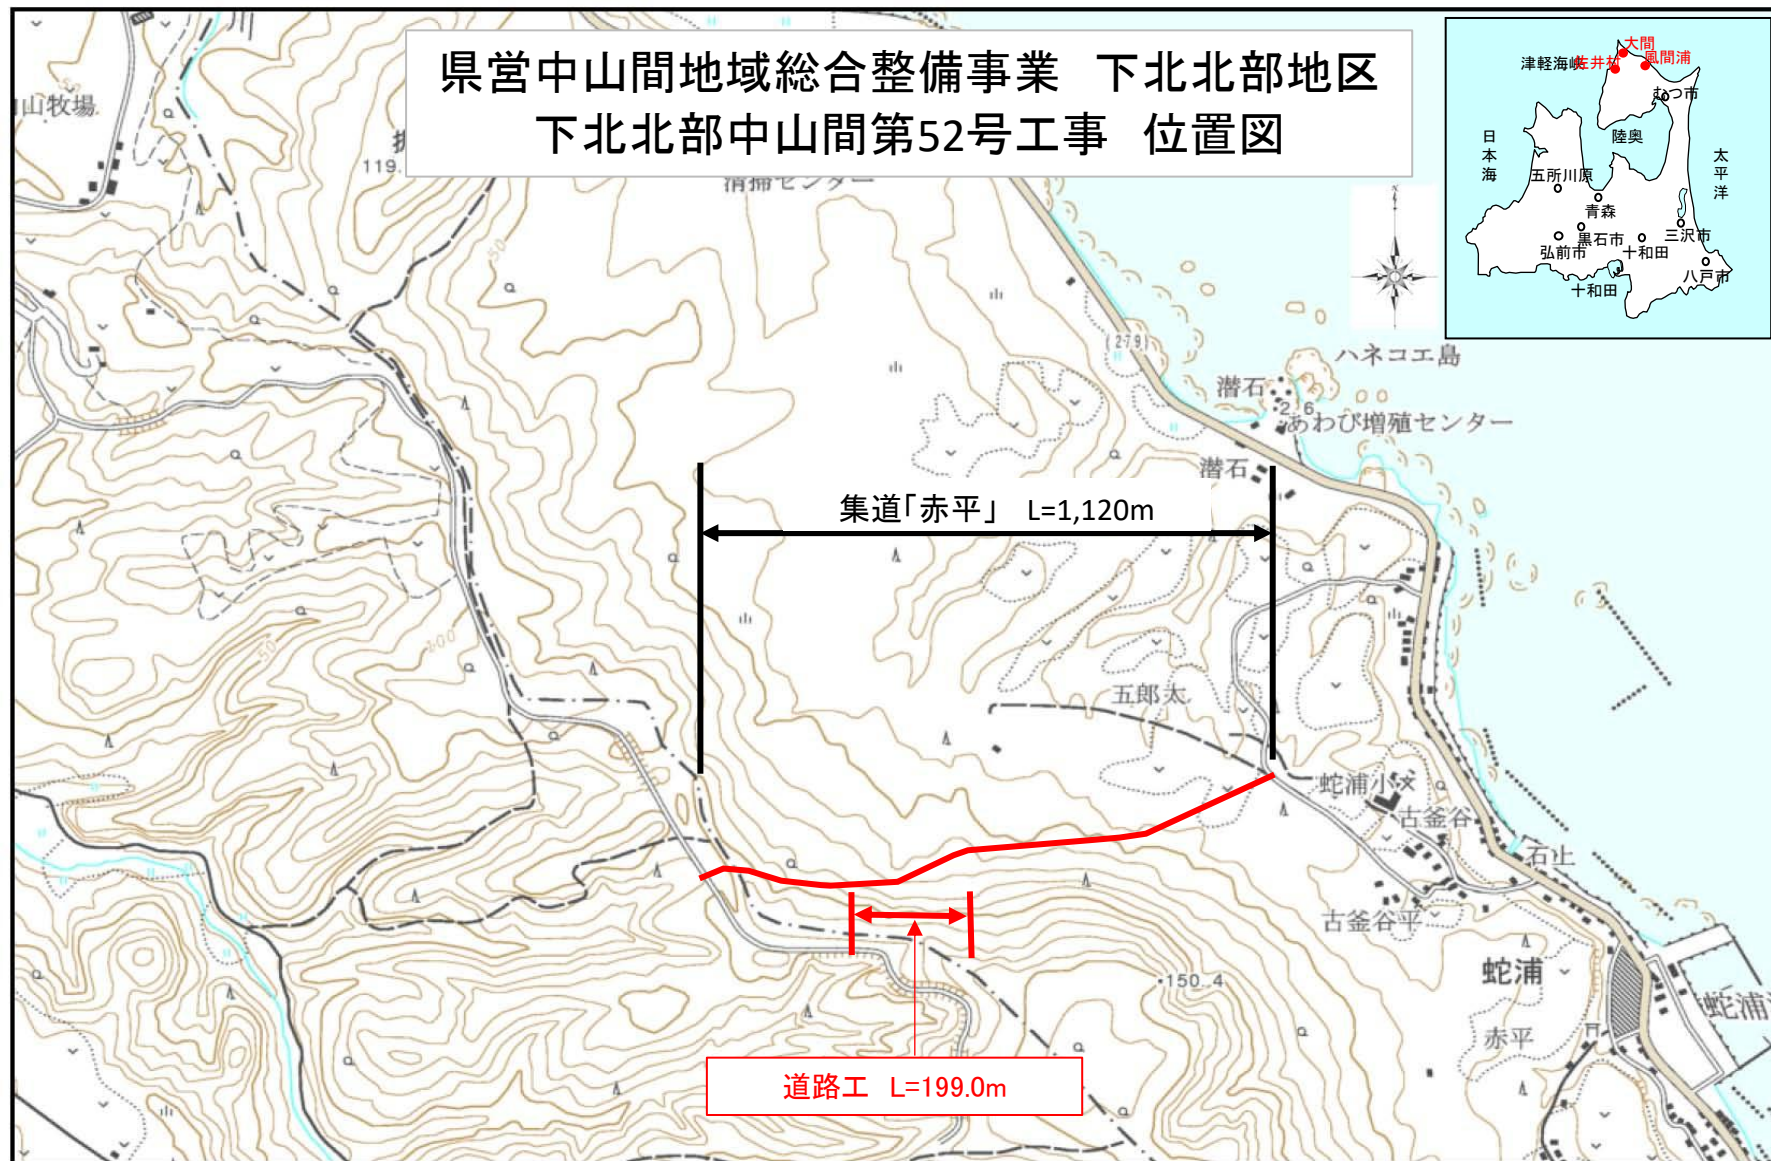 県営中山間地域総合整備事業 下北北部地区
下北北部中山間第52号工事 位置図
大間
津軽海峡
佐井村
風間浦
むつ市
日本海
陸奥
太平洋
五所川原
青森
黒石市
弘前市
十和田
三沢市
八戸市
十和田
N
山牧場
119.
清掃センター
50
(279)
ハネコエ島
潜石
2.6
あわび増殖センター
潜石
集道「赤平」 L=1,120m
50
100
五郎太
蛇浦小
古釜谷
石止
古釜谷平
150.4
蛇浦
蛇浦
赤平
道路工 L=199.0m